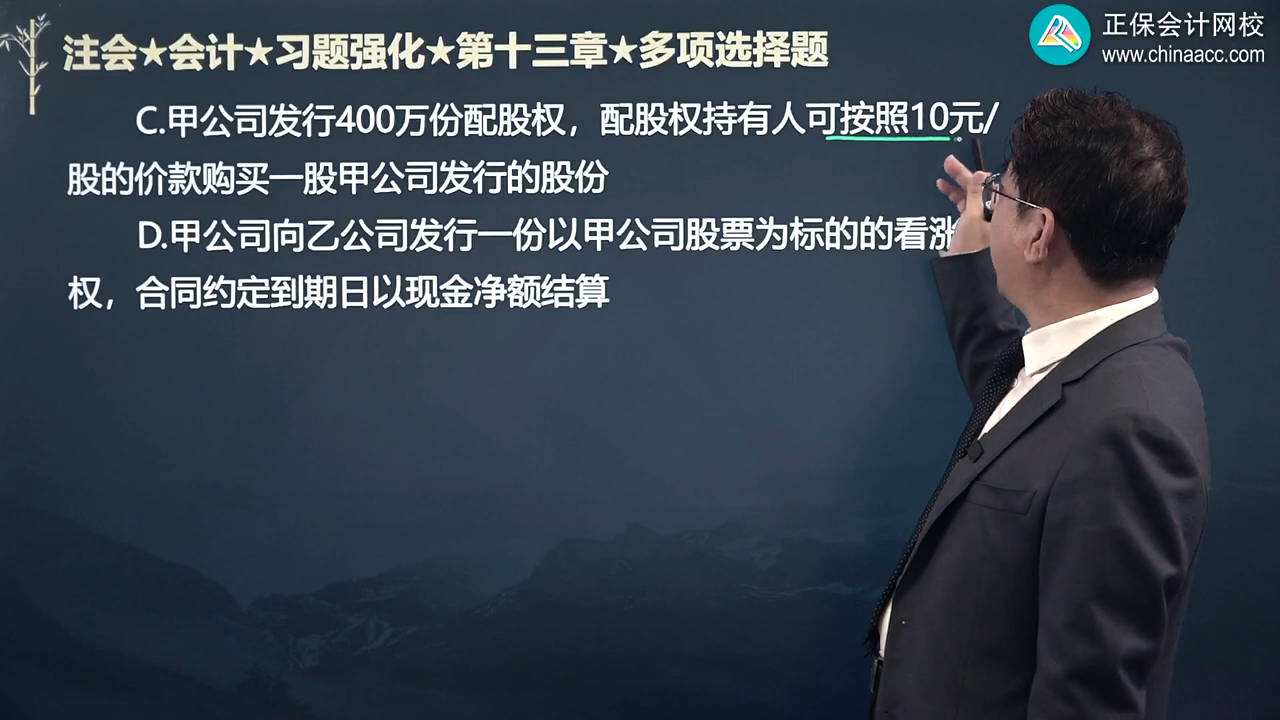 正保会计网校
www.chinaacc.com
注会★会计★习题强化★第十三章★多项选择题
C.甲公司发行400万份配股权，配股权持有人可按照10元/
股的价款购买一股甲公司发行的股份
D.甲公司向乙公司发行一份以甲公司股票为标的的看涨
权，合同约定到期日以现金净额结算